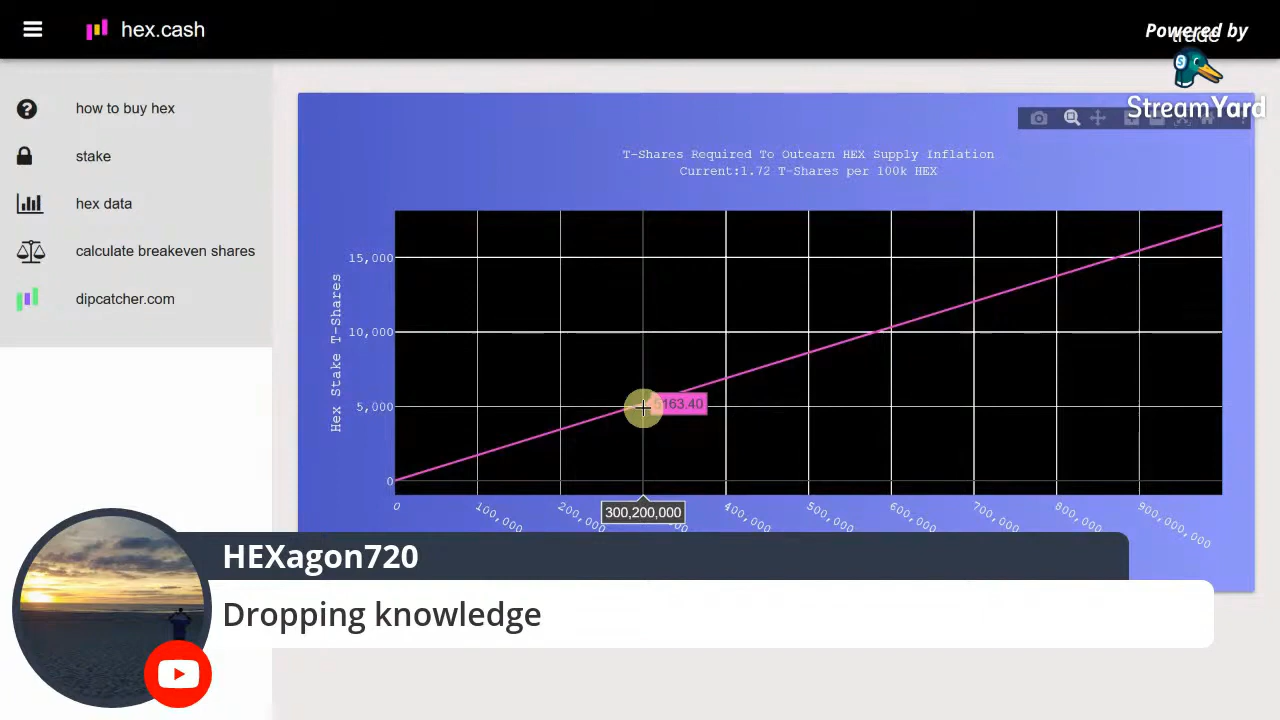 hex.cash
Powered by
trade
StreamYard
how to buy hex
stake
hex data
calculate breakeven shares
dipcatcher.com
T-Shares Required To Outearn HEX Supply Inflation
Current:1.72 T-Shares per 100k HEX
Hex Stake T-Shares
15,000
10,000
5,000
0
163.40
0
100,000,
200,000,
300,200,000
400,000,
500,000,
600,000,
700,000,
800,000,
900,000,000
HEXagon720
Dropping knowledge